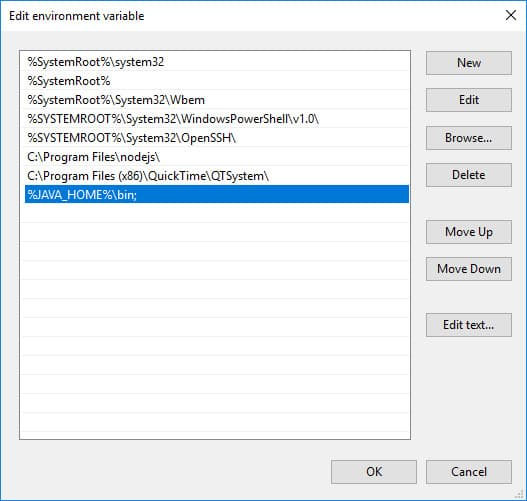 Edit environment variable
%SystemRoot%\system32
%SystemRoot%
%SystemRoot%\System32\Wbem
%SYSTEMROOT%\System32\WindowsPowerShell\v1.0\
%SYSTEMROOT%\System32\OpenSSH\
C:\Program Files\nodejs\
C:\Program Files (x86)\QuickTime\QTSystem\
%JAVA_HOME%\bin;
New
Edit
Browse...
Delete
Move Up
Move Down
Edit text...
OK
Cancel